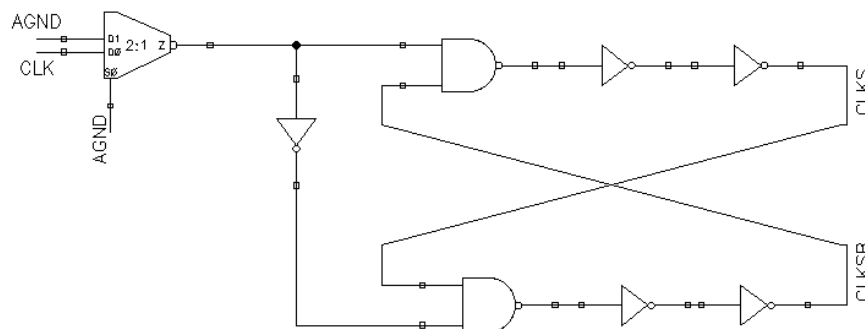 AGND
D1
2:1
Z
DØ
CLK
SØ
AGND
CLKS
CLKSB